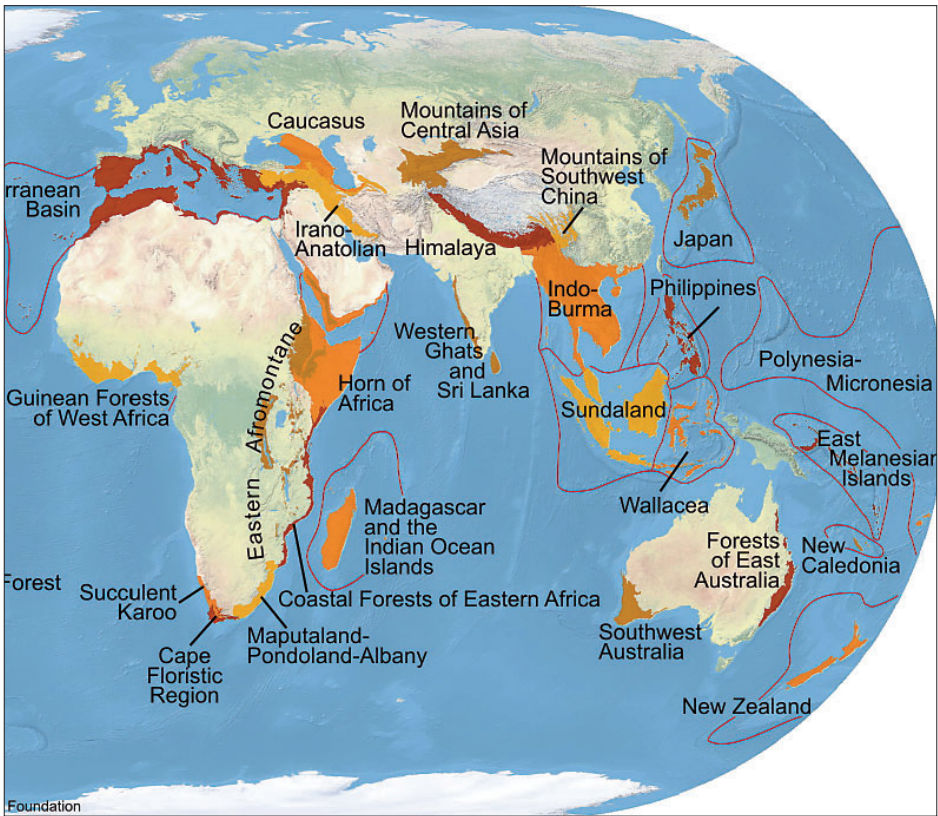 Caucasus
Mountains of
Central Asia
Mountains of
Southwest
China
rranean
Basin
Irano-
Anatolian
Himalaya
Japan
Indo-
Burma
Philippines
Western
Ghats
and
Sri Lanka
Polynesia-
Micronesia
Guinean Forests
of West Africa
Eastern Afromontane
Horn of
Africa
Sundaland
East
Melanesian
Islands
Wallacea
Madagascar
and the
Indian Ocean
Islands
Forests
of East
Australia
New
Caledonia
Forest
Succulent
Karoo
Coastal Forests of Eastern Africa
Maputaland-
Pondoland-Albany
Southwest
Australia
Cape
Floristic
Region
New Zealand
Foundation